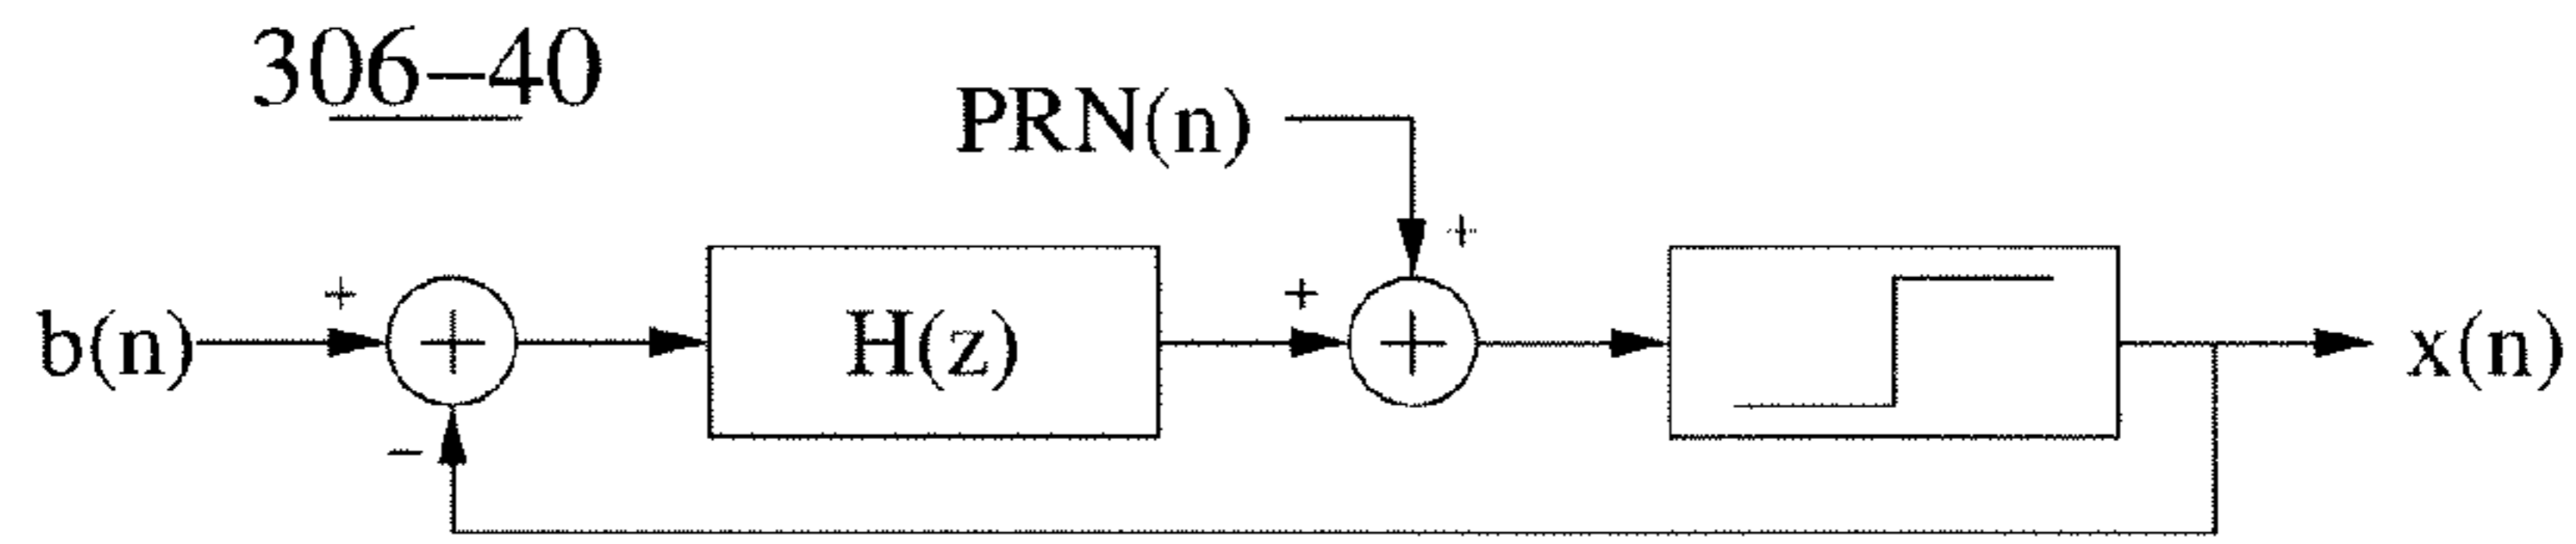 306–40
PRN(n)
+
+
+
b(n)
+
H(z)
+
x(n)
–